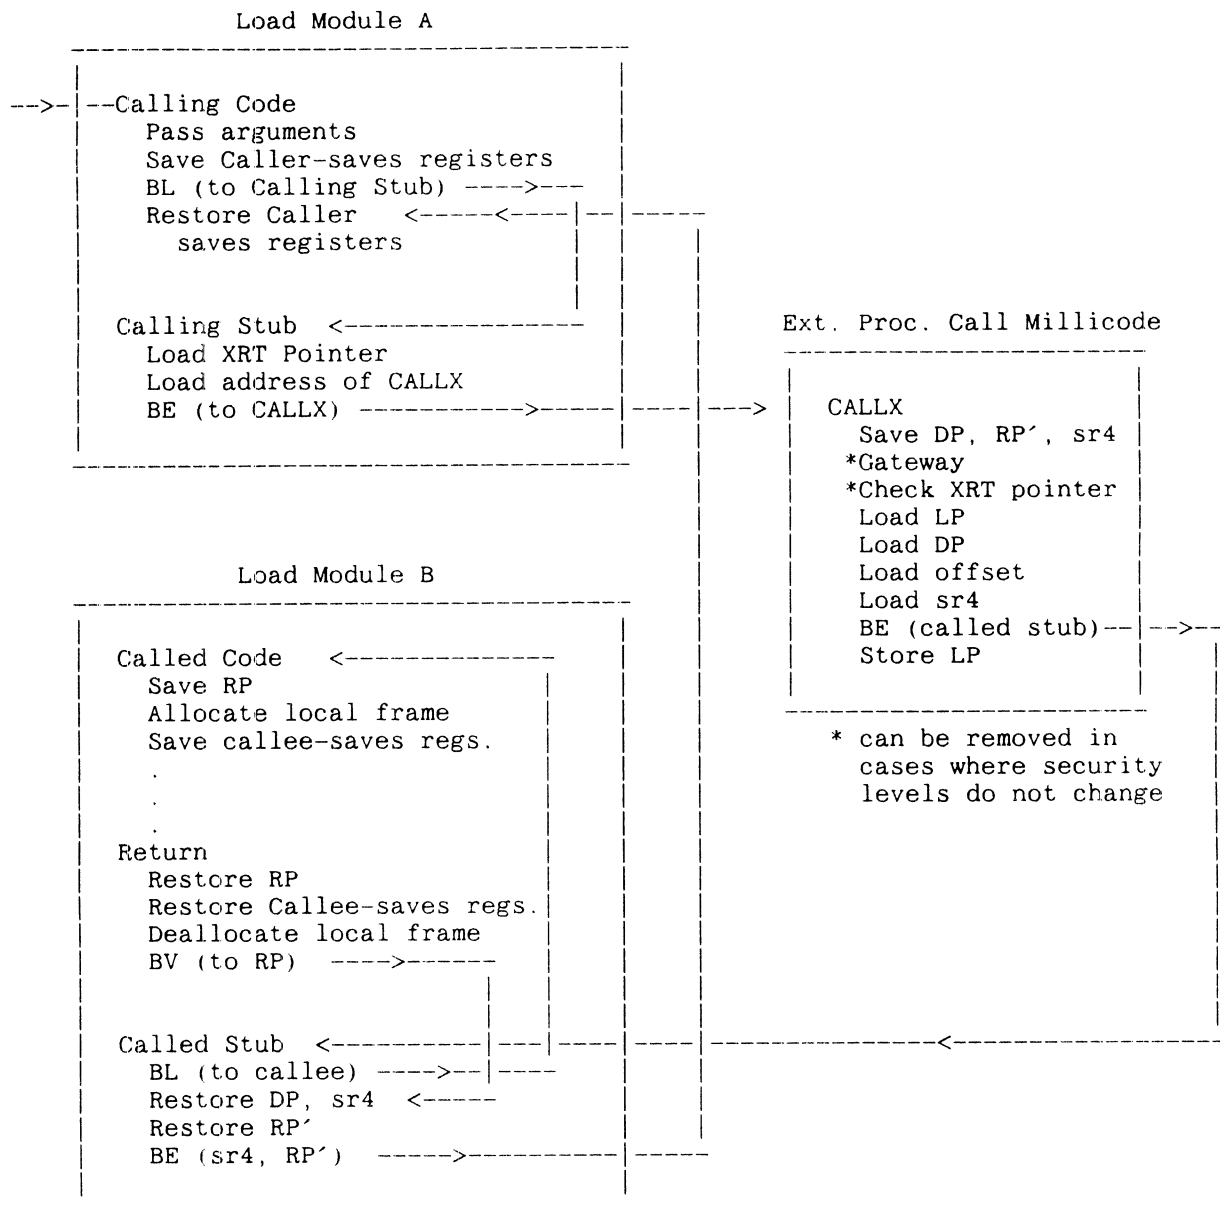 Load Module A
Calling Code
Pass arguments
Save Caller-saves registers
BL (to Calling Stub)
Restore Caller
saves registers
Calling Stub
Load XRT Pointer
Load address of CALLX
BE (to CALLX)
Ext. Proc. Call Millicode
CALLX
Save DP, RP´, sr4
*Gateway
*Check XRT pointer
Load LP
Load DP
Load offset
Load sr4
BE (called stub)
Store LP
* can be removed in
cases where security
levels do not change
Load Module B
Called Code
Save RP
Allocate local frame
Save callee-saves regs.
.
.
.
Return
Restore RP
Restore Callee-saves regs.
Deallocate local frame
BV (to RP)
Called Stub
BL (to callee)
Restore DP, sr4
Restore RP´
BE (sr4, RP´)